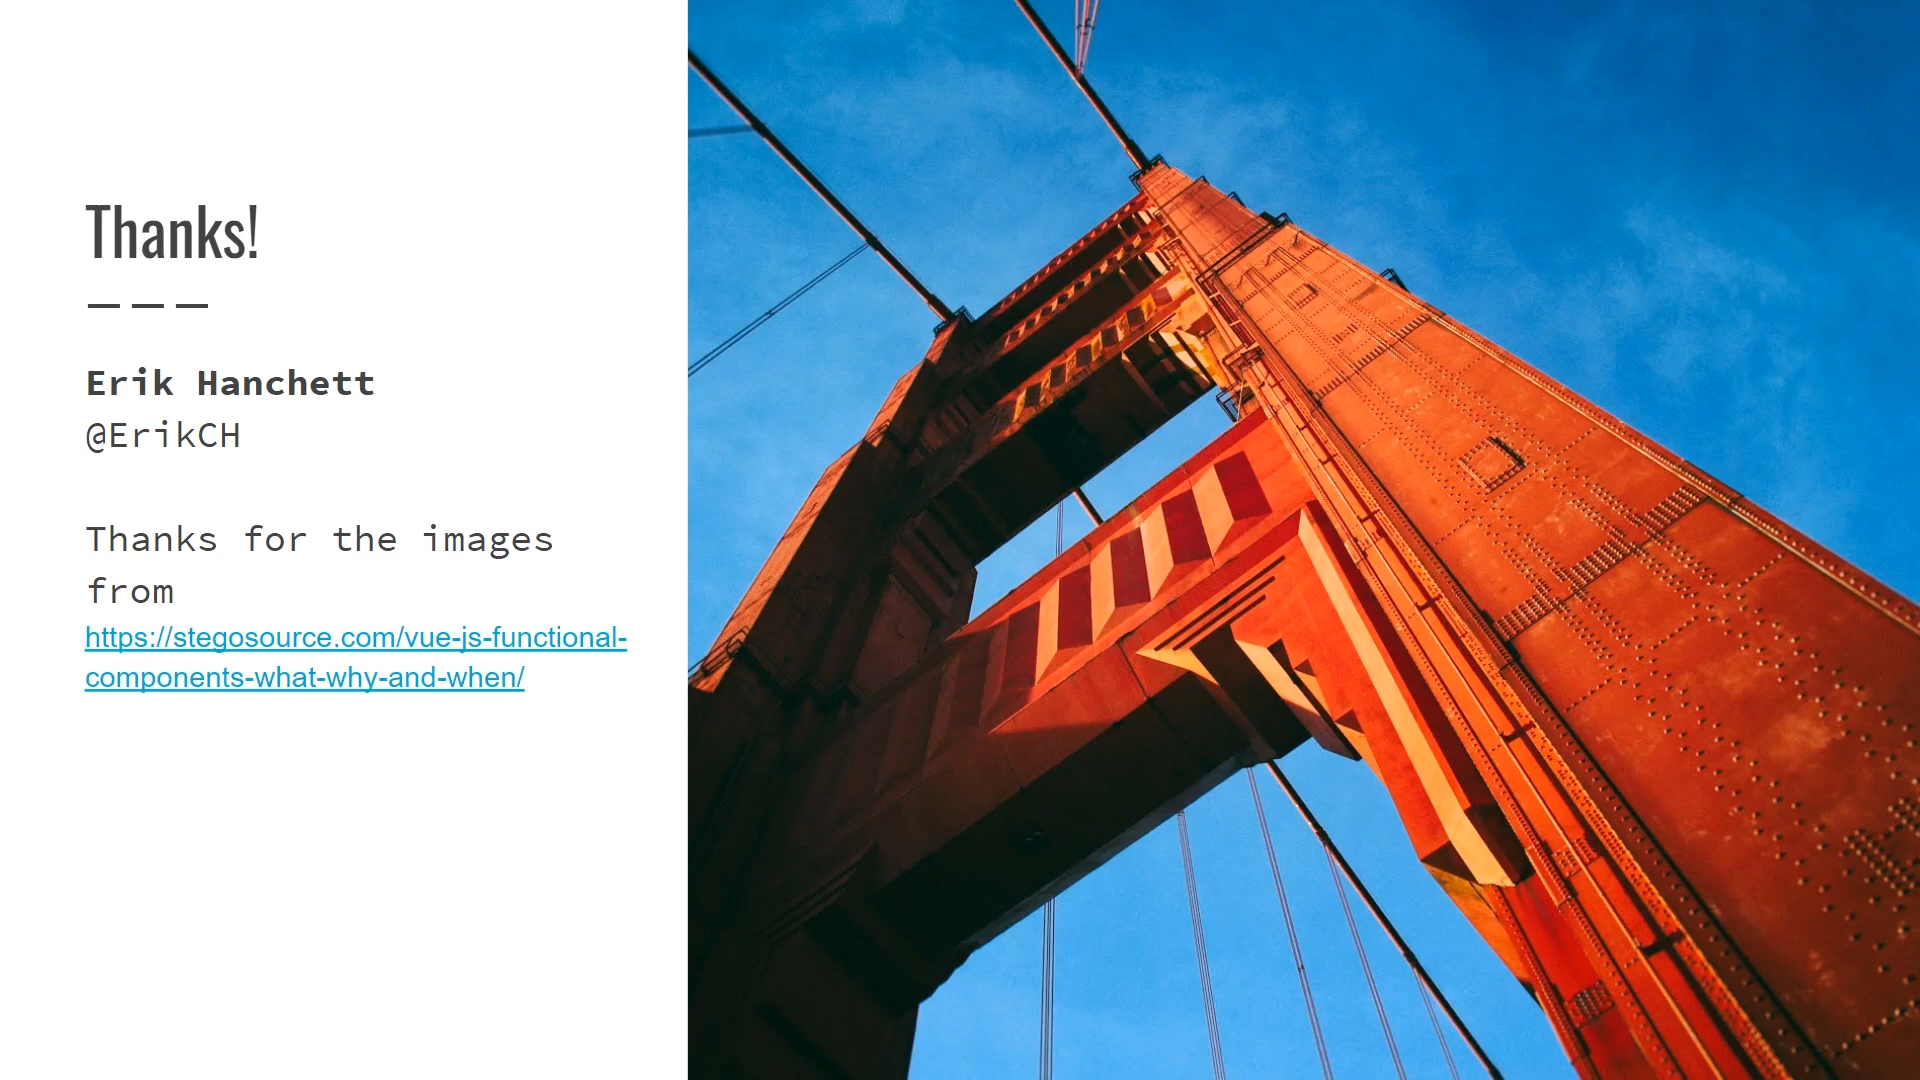 Thanks!
Erik Hanchett
@ErikCH
Thanks for the images
from
https://stegosource.com/vue-js-functional-
components-what-why-and-when/